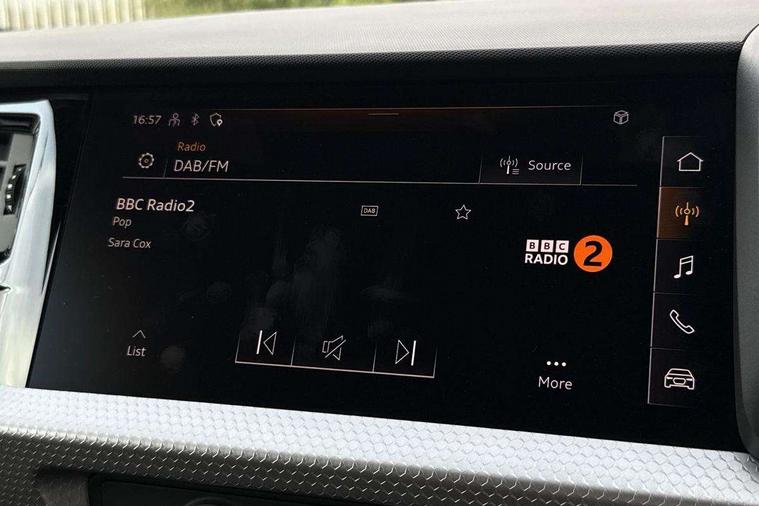 16:57
Radio
DAB/FM
Source
BBC Radio2
DAB
Pop
Sara Cox
BBC
RADIO 2
List
More